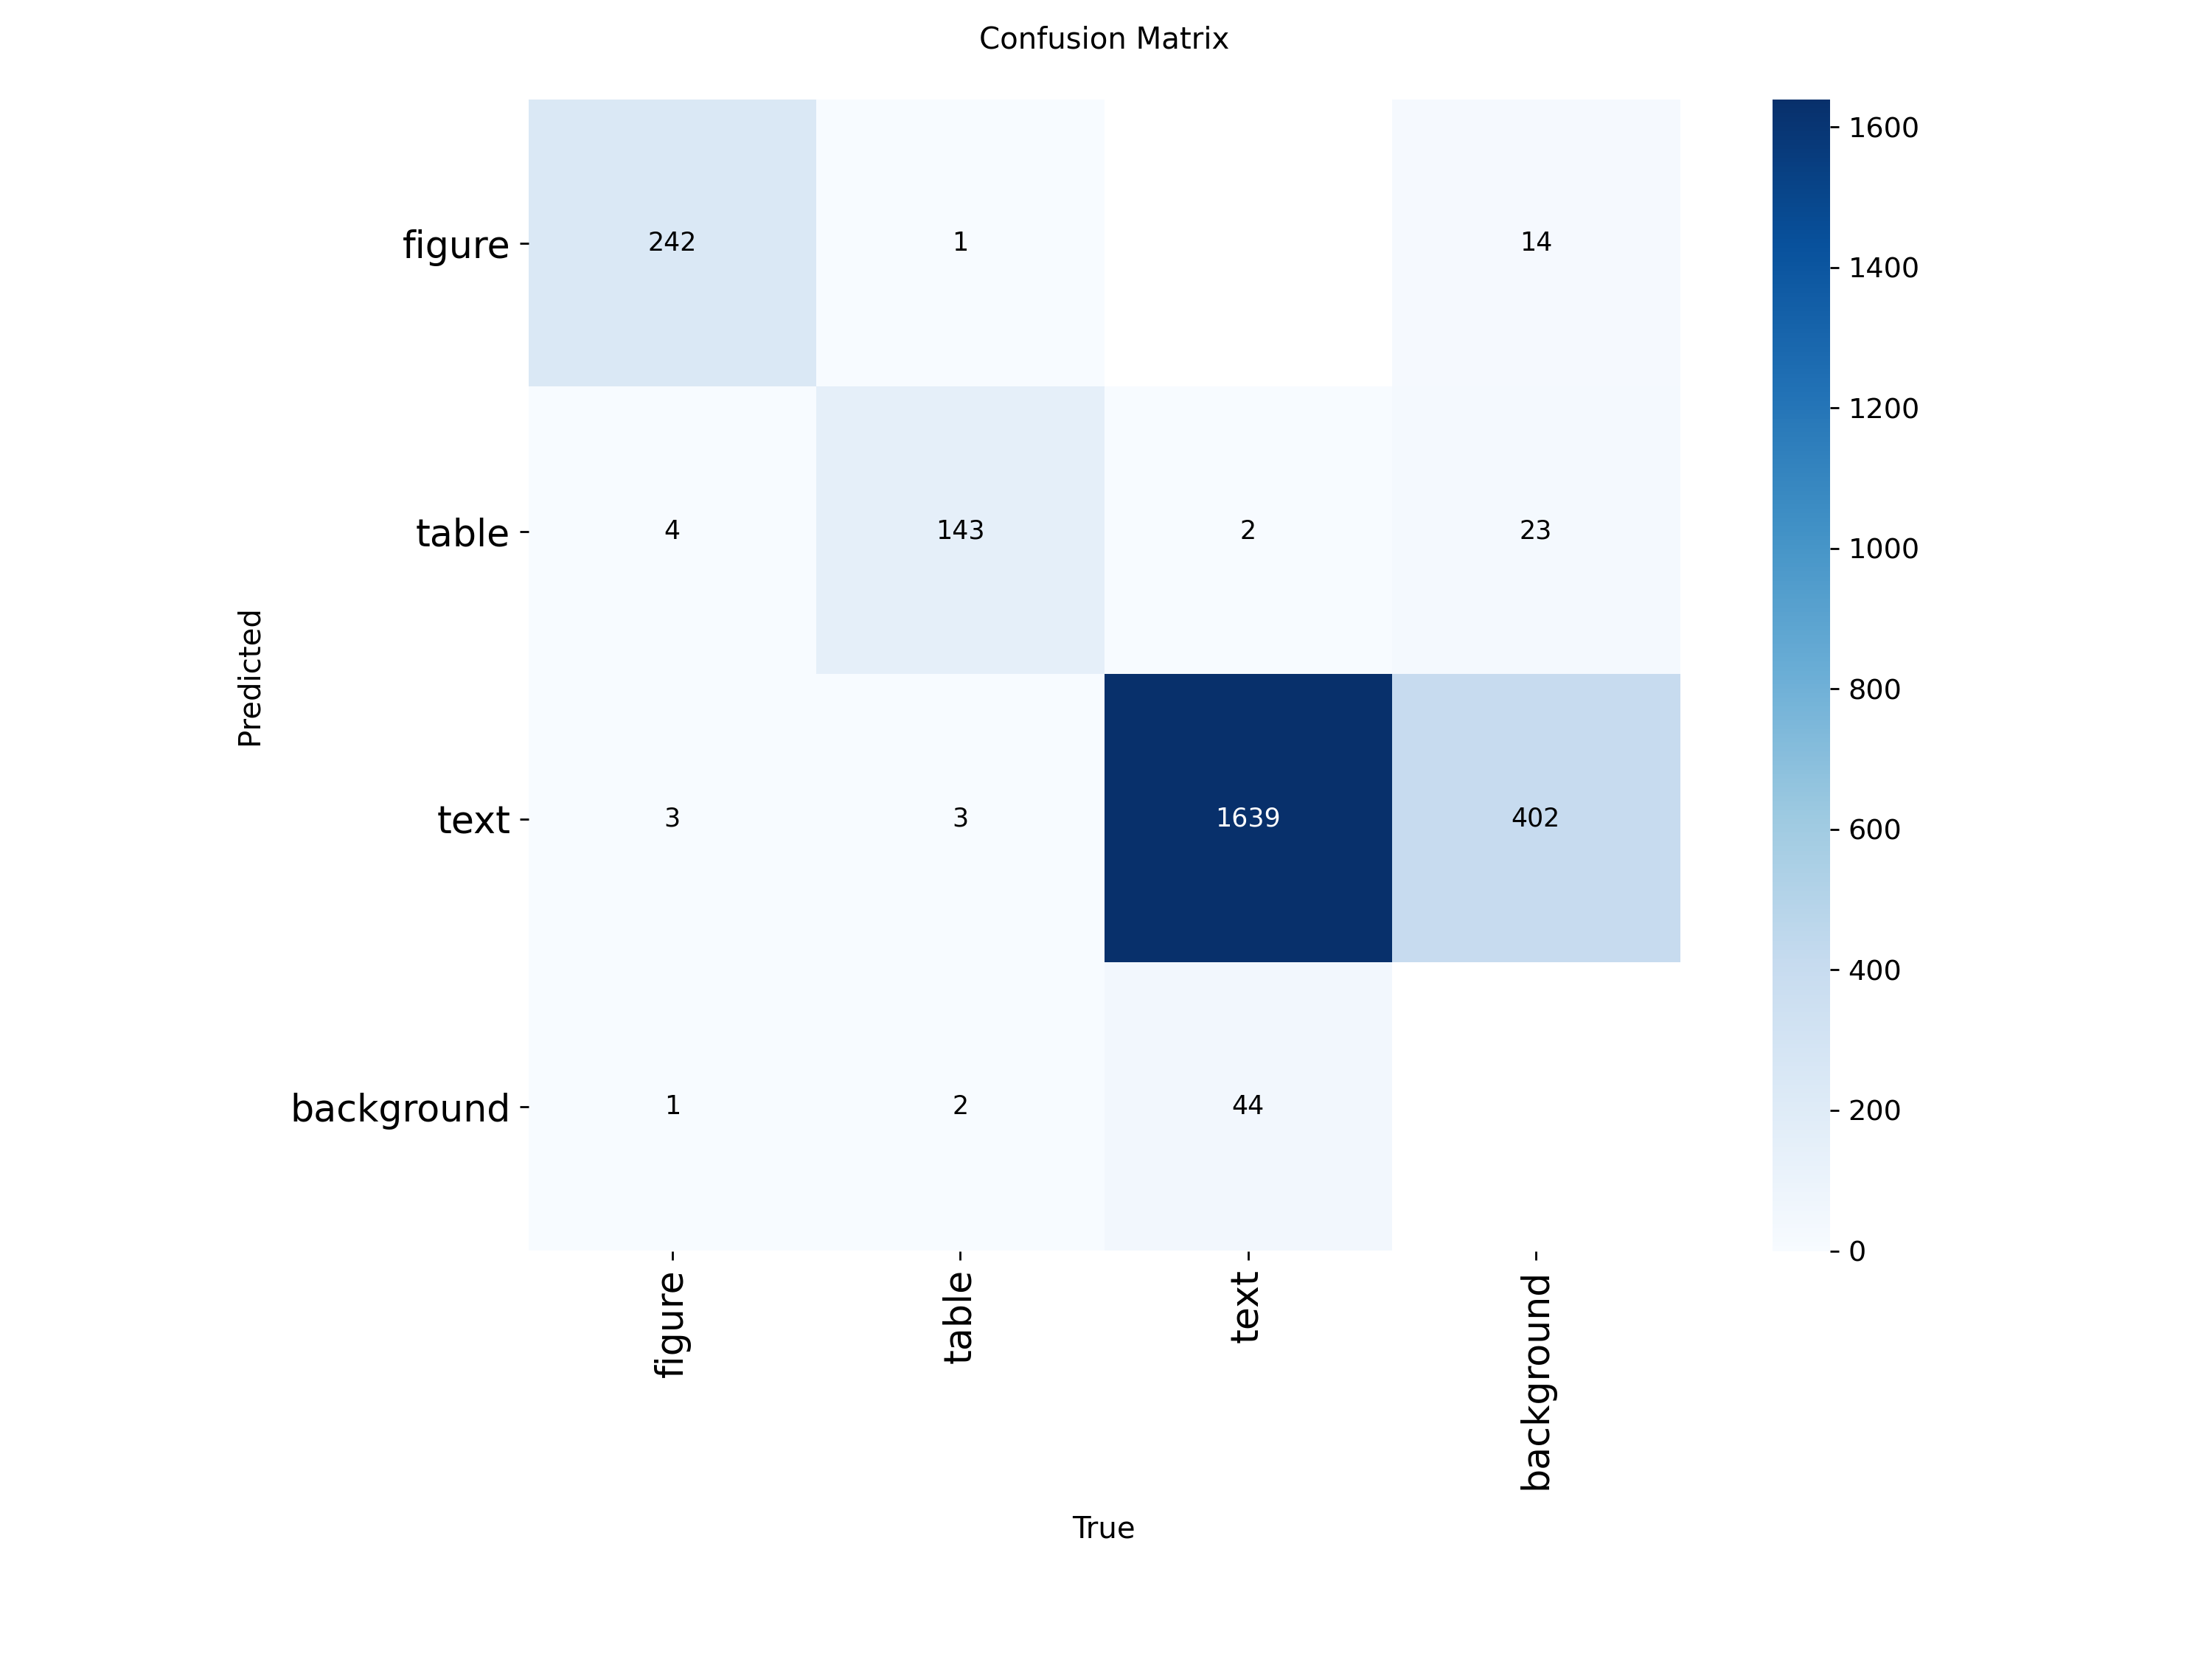 Confusion Matrix
figure
242 1 14
table
4 143 2 23
text
3 3 1639 402
background
1 2 44
figure
table
text
background
True
Predicted
1600
1400
1200
1000
800
600
400
200
0